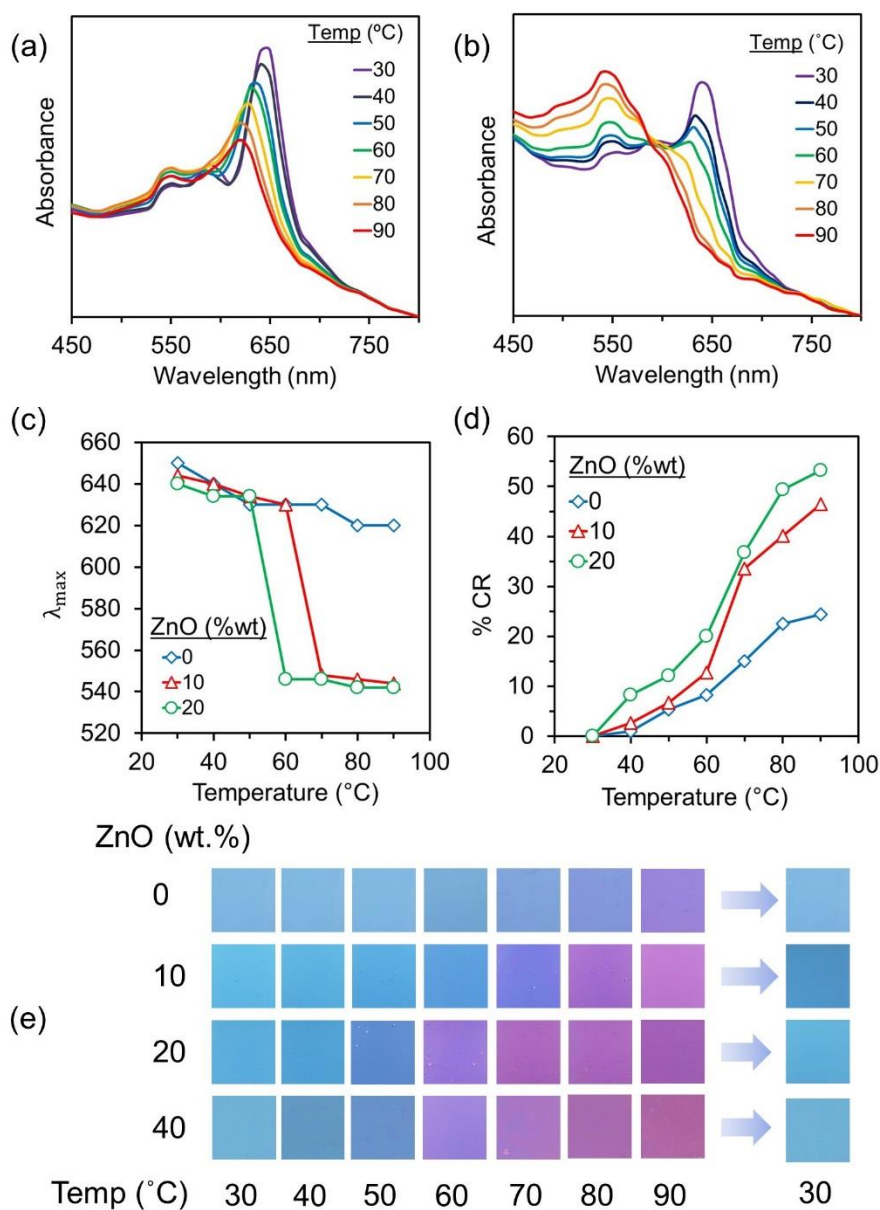 (a)
Temp (ºC)
30
40
50
60
70
80
90
Absorbance
450 550 650 750
Wavelength (nm)
(b)
Temp (˚C)
30
40
50
60
70
80
90
Absorbance
450 550 650 750
Wavelength (nm)
(c)
660
640
620
600
580
560
540
520
λmax
ZnO (%wt)
0
10
20
20 40 60 80 100
Temperature (°C)
(d)
60
50
40
30
20
10
0
% CR
ZnO (%wt)
0
10
20
20 40 60 80 100
Temperature (°C)
ZnO (wt.%)
0
10
(e)
20
40
Temp (˚C) 30 40 50 60 70 80 90 30